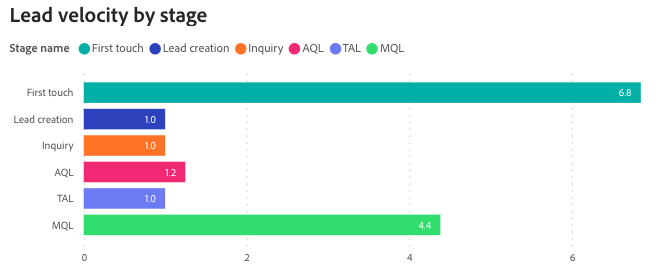 Lead velocity by stage
Stage name First touch Lead creation Inquiry AQL TAL MQL
First touch 6.8
Lead creation 1.0
Inquiry 1.0
AQL 1.2
TAL 1.0
MQL 4.4
0 2 4 6